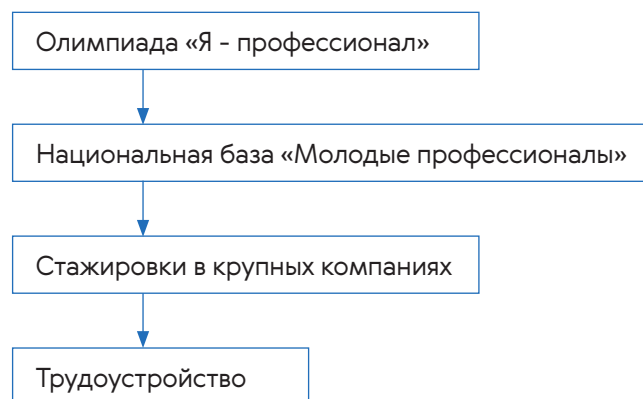 Олимпиада «Я - профессионал»
Национальная база «Молодые профессионалы»
Стажировки в крупных компаниях
Трудоустройство